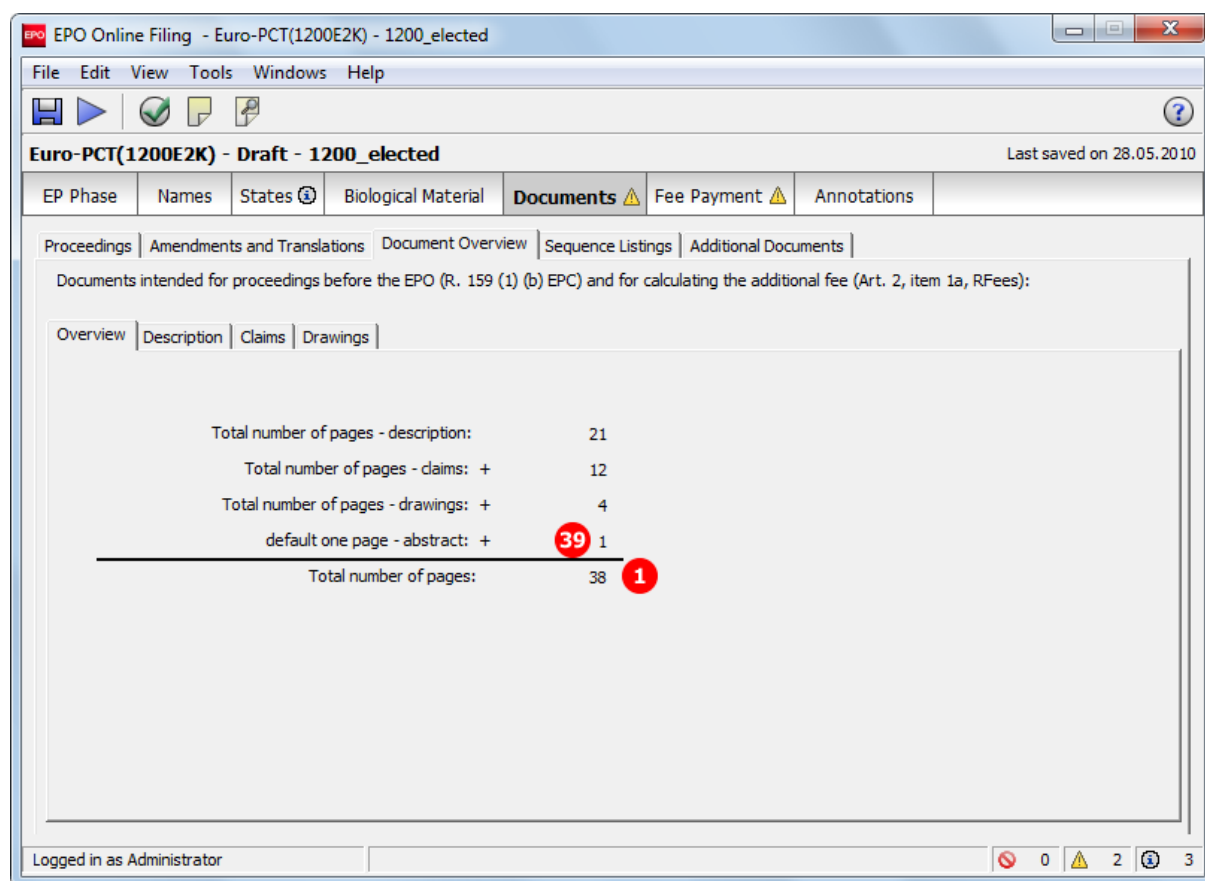 EPO EPO Online Filing - Euro-PCT(1200E2K) - 1200_elected
File Edit View Tools Windows Help
Euro-PCT(1200E2K) - Draft - 1200_elected Last saved on 28.05.2010
EP Phase Names States Biological Material Documents Fee Payment Annotations
Proceedings Amendments and Translations Document Overview Sequence Listings Additional Documents
Documents intended for proceedings before the EPO (R. 159 (1) (b) EPC) and for calculating the additional fee (Art. 2, item 1a, RFees):
Overview Description Claims Drawings
Total number of pages - description: 21
Total number of pages - claims: + 12
Total number of pages - drawings: + 4
default one page - abstract: + 39 1
Total number of pages: 38 1
Logged in as Administrator 0 2 3